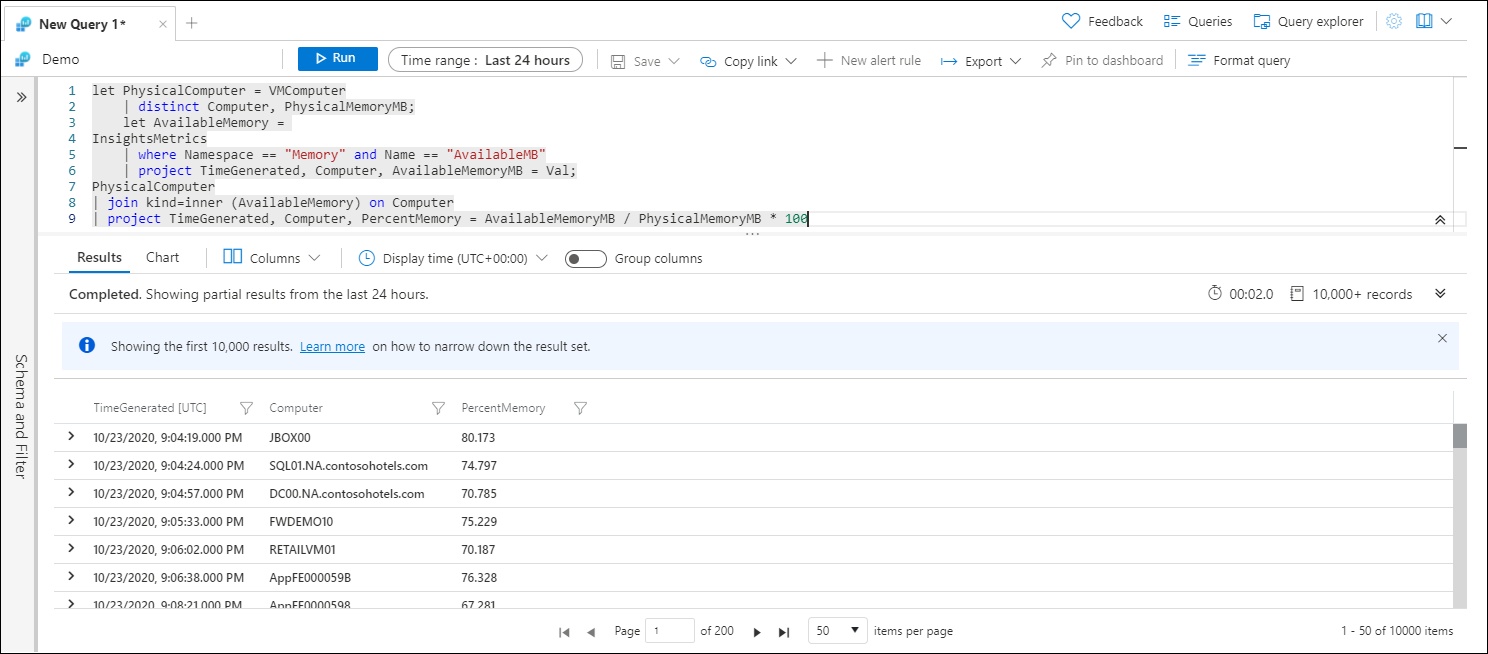 New Query 1*
Feedback
Queries
Query explorer
Demo
Run
Time range : Last 24 hours
Save
Copy link
New alert rule
Export
Pin to dashboard
Format query
1 let PhysicalComputer = VMComputer
2 | distinct Computer, PhysicalMemoryMB;
3 let AvailableMemory =
4 InsightsMetrics
5 | where Namespace == "Memory" and Name == "AvailableMB"
6 | project TimeGenerated, Computer, AvailableMemoryMB = Val;
7 PhysicalComputer
8 | join kind=inner (AvailableMemory) on Computer
9 | project TimeGenerated, Computer, PercentMemory = AvailableMemoryMB / PhysicalMemoryMB * 100
Schema and Filter
Results
Chart
Columns
Display time (UTC+00:00)
Group columns
Completed. Showing partial results from the last 24 hours.
00:02.0
10,000+ records
Showing the first 10,000 results. Learn more on how to narrow down the result set.
TimeGenerated [UTC] Computer PercentMemory
10/23/2020, 9:04:19.000 PM JBOX00 80.173
10/23/2020, 9:04:24.000 PM SQL01.NA.contosohotels.com 74.797
10/23/2020, 9:04:57.000 PM DC00.NA.contosohotels.com 70.785
10/23/2020, 9:05:33.000 PM FWDEMO10 75.229
10/23/2020, 9:06:02.000 PM RETAILVM01 70.187
10/23/2020, 9:06:38.000 PM AppFE000059B 76.328
10/23/2020, 9:08:21.000 PM AppFE0000598 67.281
Page 1 of 200
50 items per page
1 - 50 of 10000 items